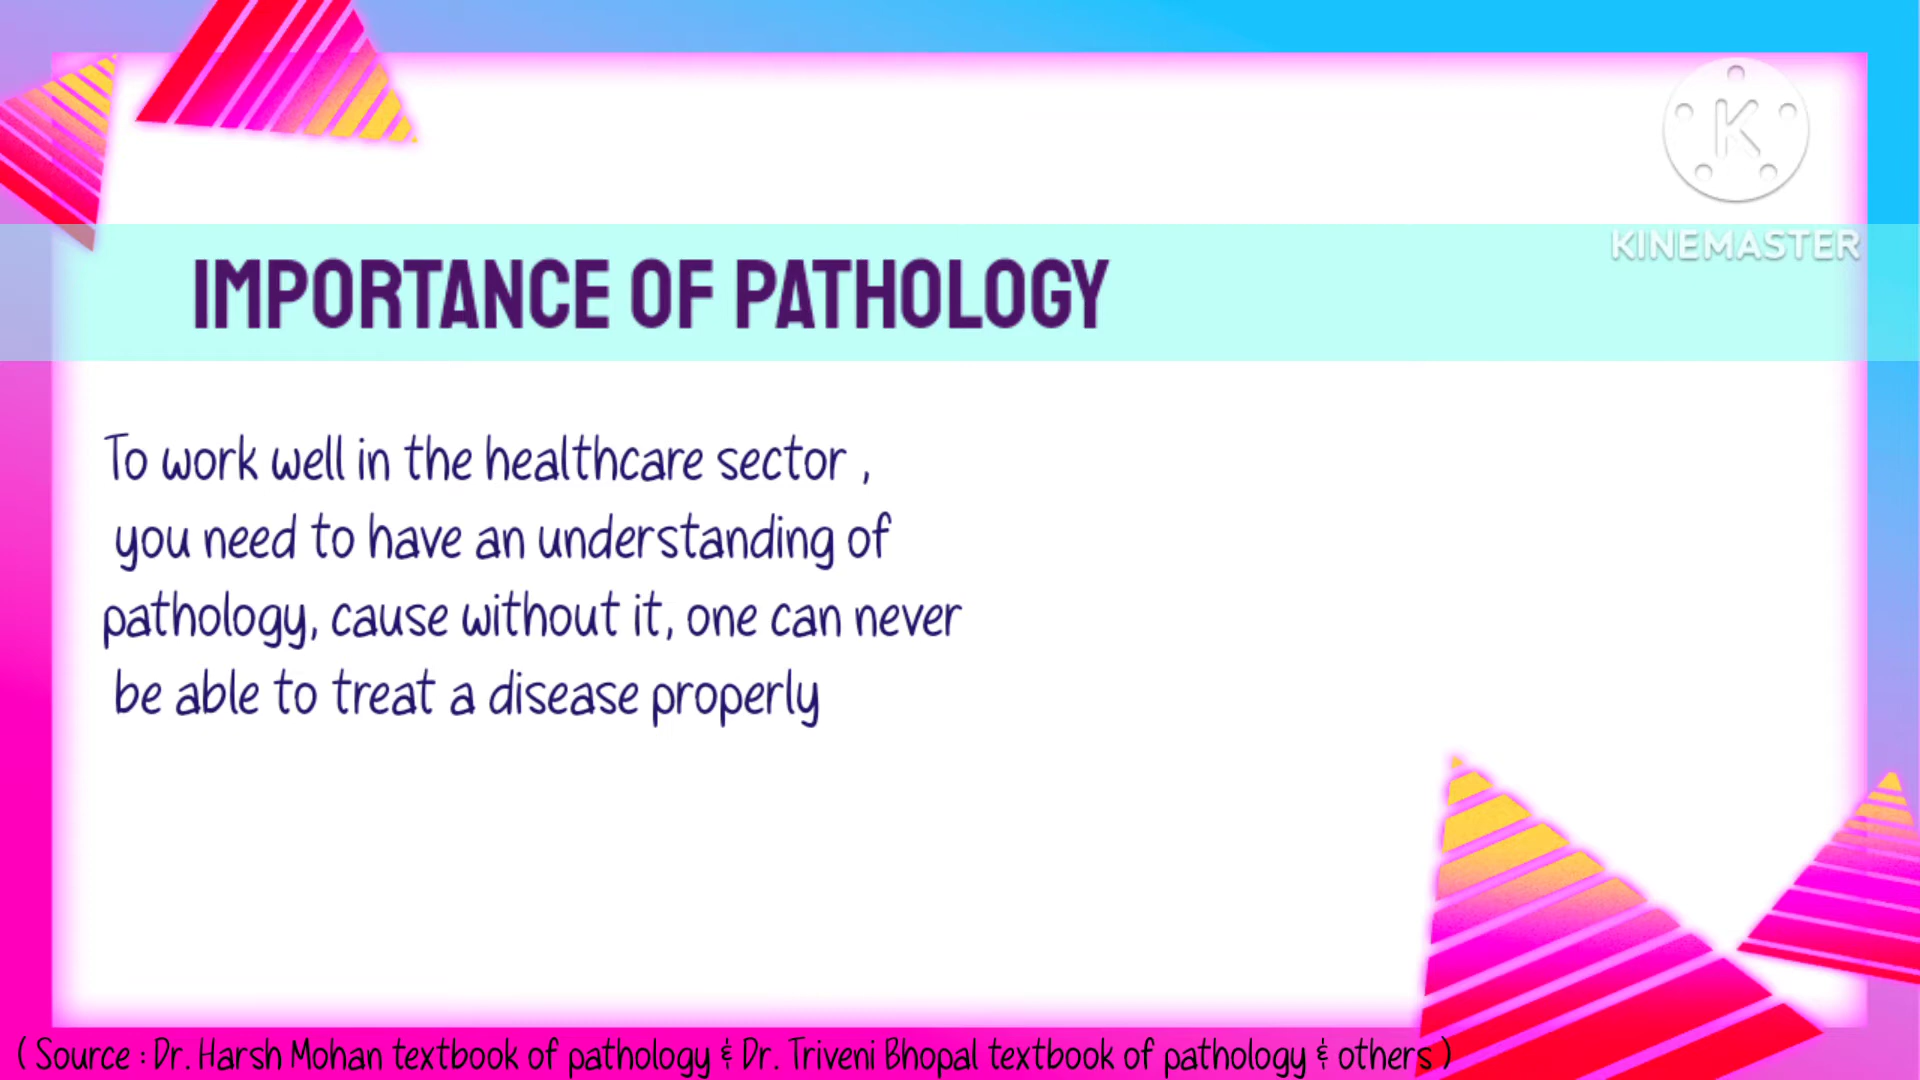 K
KINEMASTER
IMPORTANCE OF PATHOLOGY
To work well in the healthcare sector ,
you need to have an understanding of
pathology, cause without it, one can never
be able to treat a disease properly
( Source : Dr. Harsh Mohan textbook of pathology & Dr. Triveni Bhopal textbook of pathology & others )